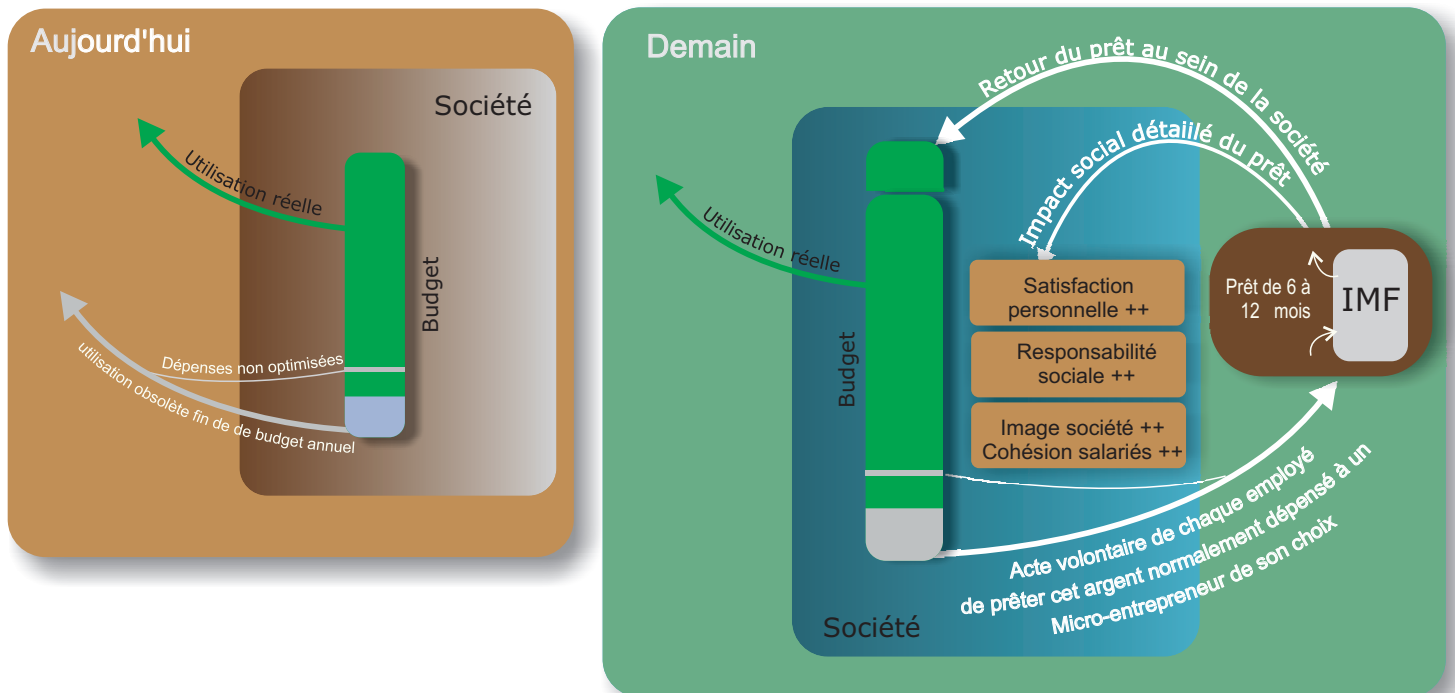 Aujourd'hui
Société
Utilisation réelle
Budget
Dépenses non optimisées
utilisation obsolète fin de de budget annuel
Demain
Retour du prêt au sein de la société
Impact social détaiilé du prêt
Utilisation réelle
Budget
Satisfaction
personnelle ++
Responsabilité
sociale ++
Image société ++
Cohésion salariés ++
Prêt de 6 à
12 mois
IMF
Acte volontaire de chaque employé
de prêter cet argent normalement dépensé à un
Micro-entrepreneur de son choix
Société